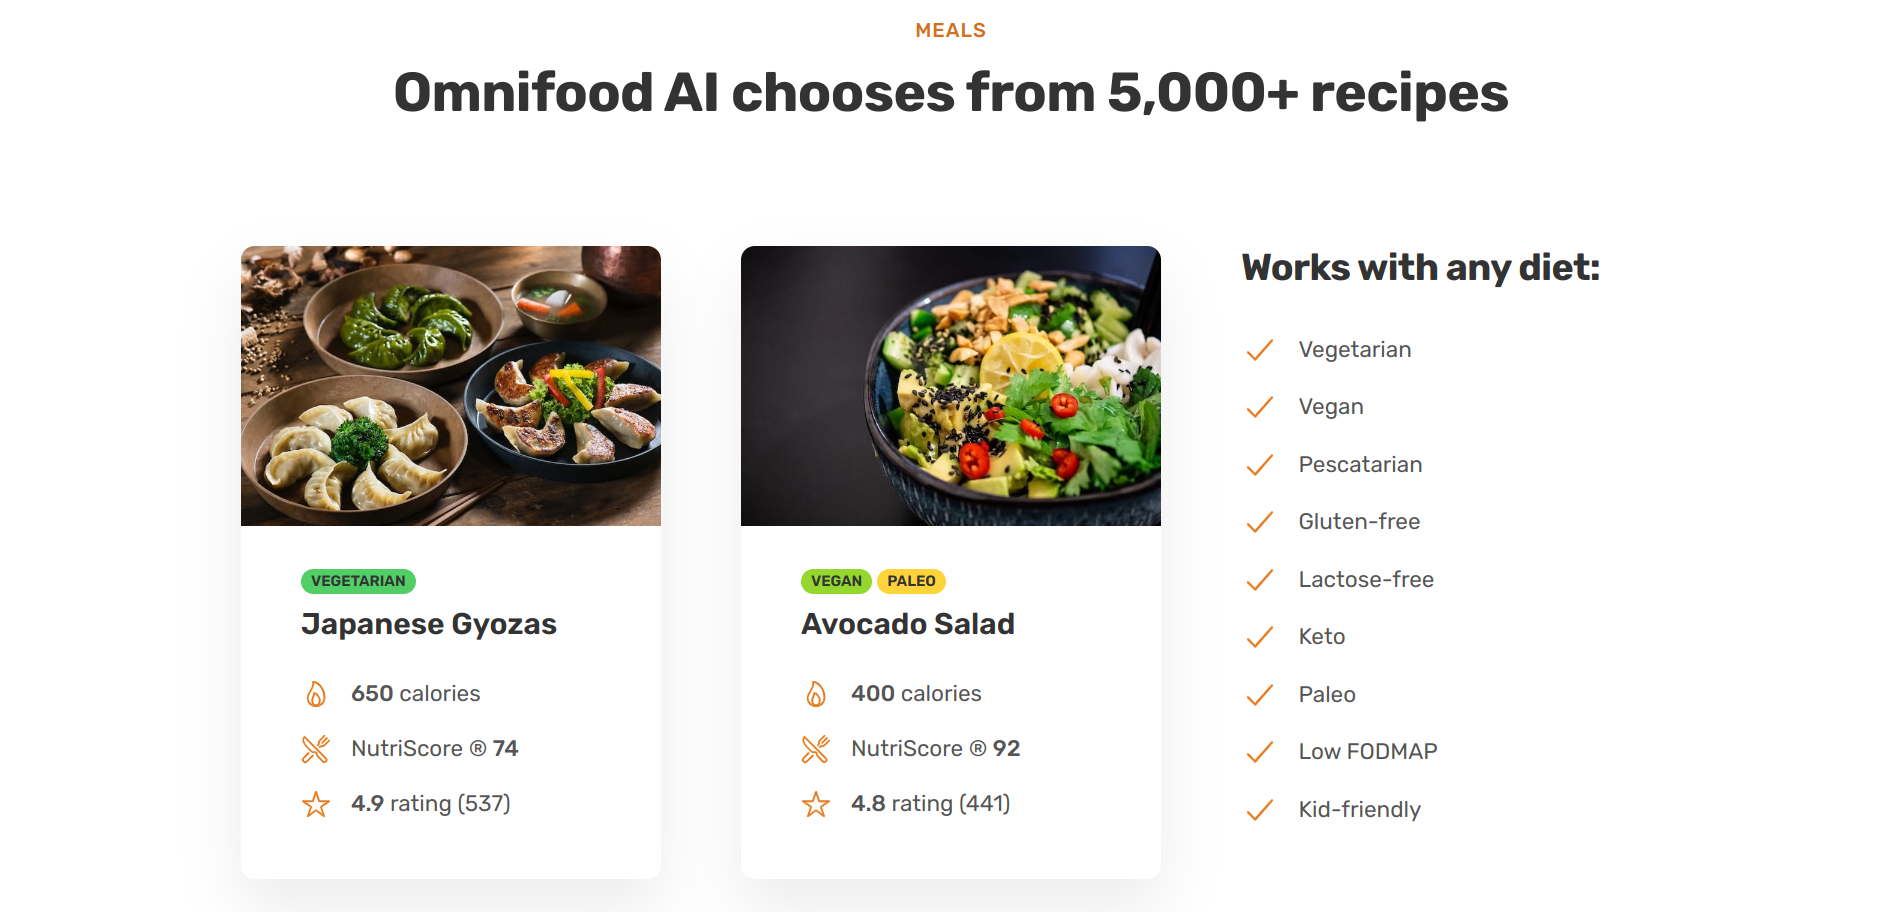 MEALS
Omnifood AI chooses from 5,000+ recipes
VEGETARIAN
Japanese Gyozas
650 calories
NutriScore ® 74
4.9 rating (537)
VEGAN PALEO
Avocado Salad
400 calories
NutriScore ® 92
4.8 rating (441)
Works with any diet:
Vegetarian
Vegan
Pescatarian
Gluten-free
Lactose-free
Keto
Paleo
Low FODMAP
Kid-friendly